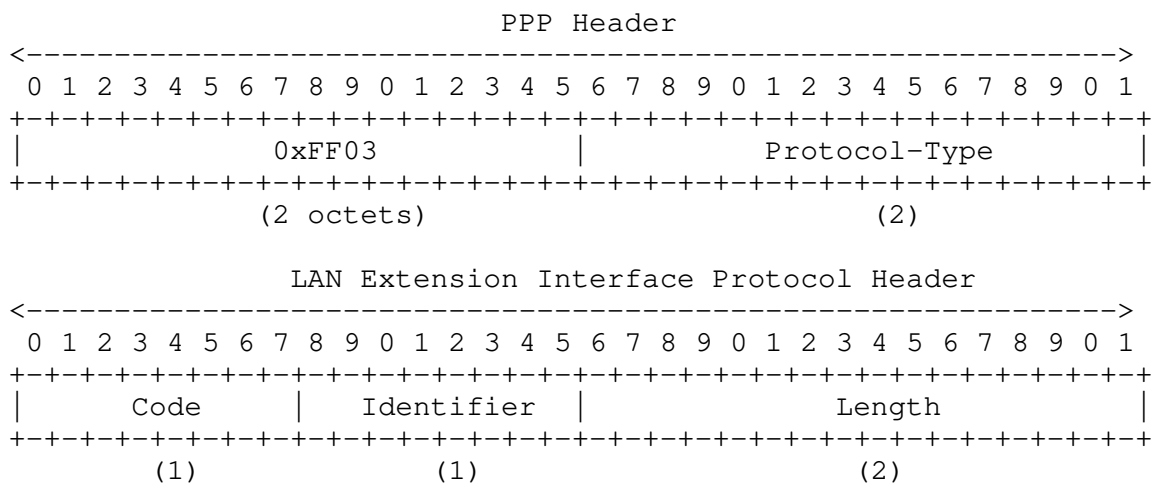 PPP Header
<-------------------------------------------------------------->
 0 1 2 3 4 5 6 7 8 9 0 1 2 3 4 5 6 7 8 9 0 1 2 3 4 5 6 7 8 9 0 1
+-+-+-+-+-+-+-+-+-+-+-+-+-+-+-+-+-+-+-+-+-+-+-+-+-+-+-+-+-+-+-+-+
|              0xFF03           |          Protocol-Type        |
+-+-+-+-+-+-+-+-+-+-+-+-+-+-+-+-+-+-+-+-+-+-+-+-+-+-+-+-+-+-+-+-+
              (2 octets)                         (2)
                LAN Extension Interface Protocol Header
<-------------------------------------------------------------->
 0 1 2 3 4 5 6 7 8 9 0 1 2 3 4 5 6 7 8 9 0 1 2 3 4 5 6 7 8 9 0 1
+-+-+-+-+-+-+-+-+-+-+-+-+-+-+-+-+-+-+-+-+-+-+-+-+-+-+-+-+-+-+-+-+
|      Code     |   Identifier  |              Length           |
+-+-+-+-+-+-+-+-+-+-+-+-+-+-+-+-+-+-+-+-+-+-+-+-+-+-+-+-+-+-+-+-+
        (1)             (1)                     (2)